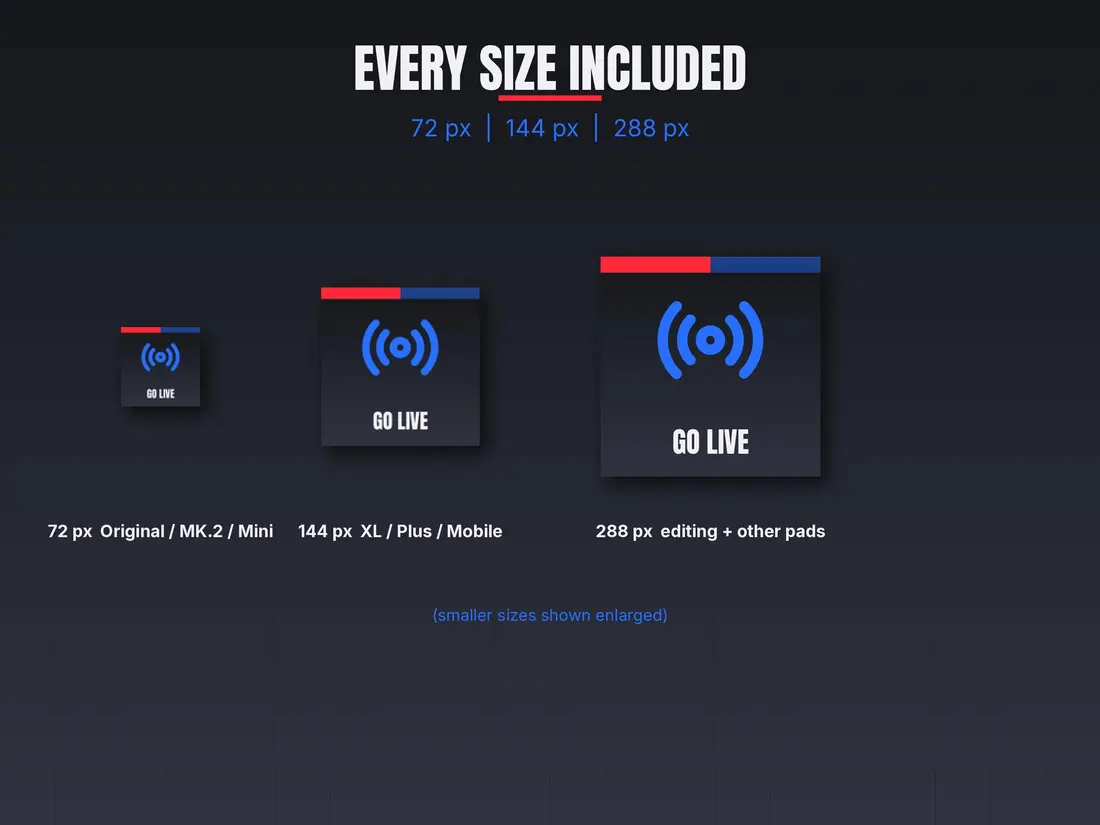 EVERY SIZE INCLUDED
72 px | 144 px | 288 px
GO LIVE
GO LIVE
GO LIVE
72 px Original / MK.2 / Mini
144 px XL / Plus / Mobile
288 px editing + other pads
(smaller sizes shown enlarged)